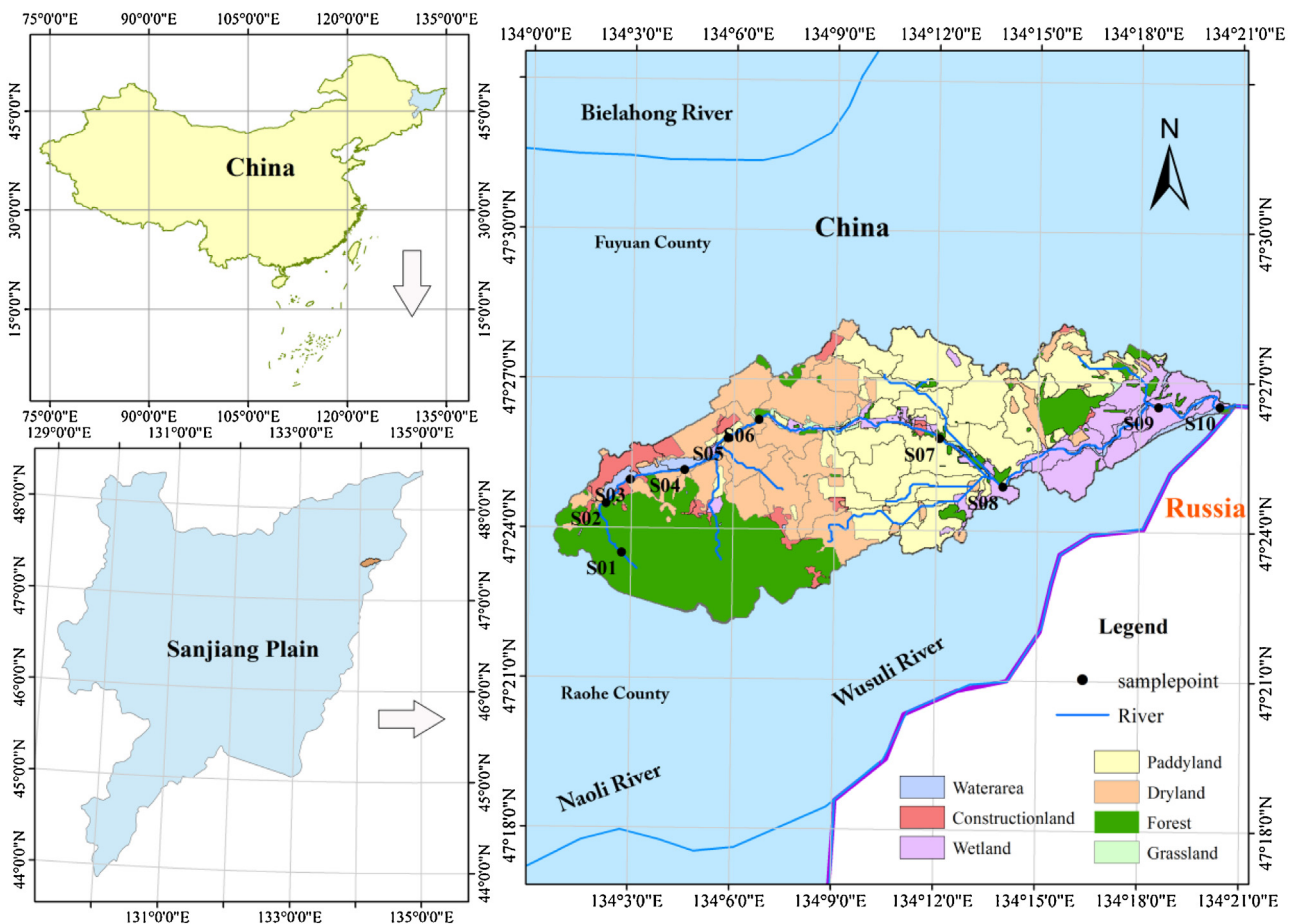 75°0'0"E 90°0'0"E 105°0'0"E 120°0'0"E 135°0'0"E
45°0'0"N
30°0'0"N
15°0'0"N
China
45°0'0"N
30°0'0"N
15°0'0"N
75°0'0"E 90°0'0"E 105°0'0"E 120°0'0"E 135°0'0"E
129°0'0"E 131°0'0"E 133°0'0"E 135°0'0"E
48°0'0"N
47°0'0"N
46°0'0"N
45°0'0"N
44°0'0"N
Sanjiang Plain
48°0'0"N
47°0'0"N
46°0'0"N
45°0'0"N
44°0'0"N
131°0'0"E 133°0'0"E 135°0'0"E
134°0'0"E 134°3'0"E 134°6'0"E 134°9'0"E 134°12'0"E 134°15'0"E 134°18'0"E 134°21'0"E
47°30'0"N
47°27'0"N
47°24'0"N
47°21'0"N
47°18'0"N
Bielahong River
N
China
Fuyuan County
S09
S10
S06
S07
S05
S04
S03
S08
S02
S01
Russia
Raohe County
Wusuli River
Naoli River
Legend
samplepoint
River
Paddyland
Waterarea
Dryland
Constructionland
Forest
Wetland
Grassland
47°30'0"N
47°27'0"N
47°24'0"N
47°21'0"N
47°18'0"N
134°3'0"E 134°6'0"E 134°9'0"E 134°12'0"E 134°15'0"E 134°18'0"E 134°21'0"E